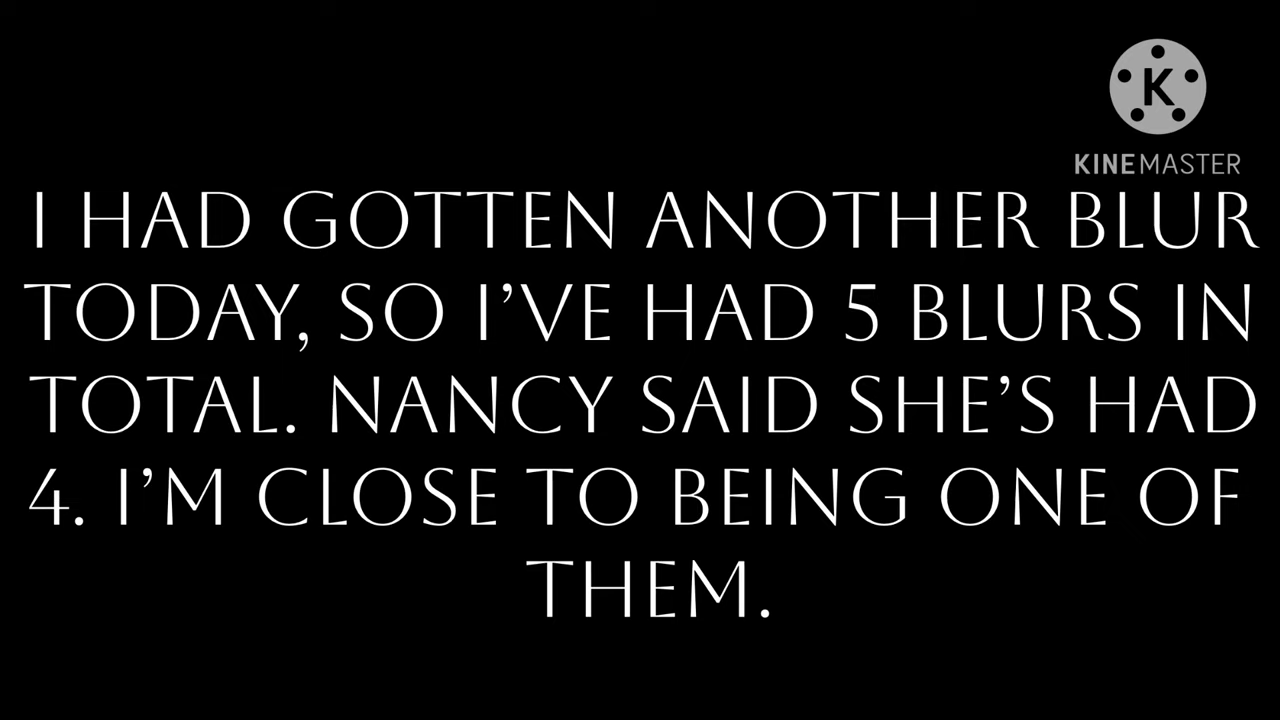 K
KINEMASTER
I HAD GOTTEN ANOTHER BLUR
TODAY, SO I'VE HAD 5 BLURS IN
TOTAL. NANCY SAID SHE'S HAD
4. I'M CLOSE TO BEING ONE OF
THEM.